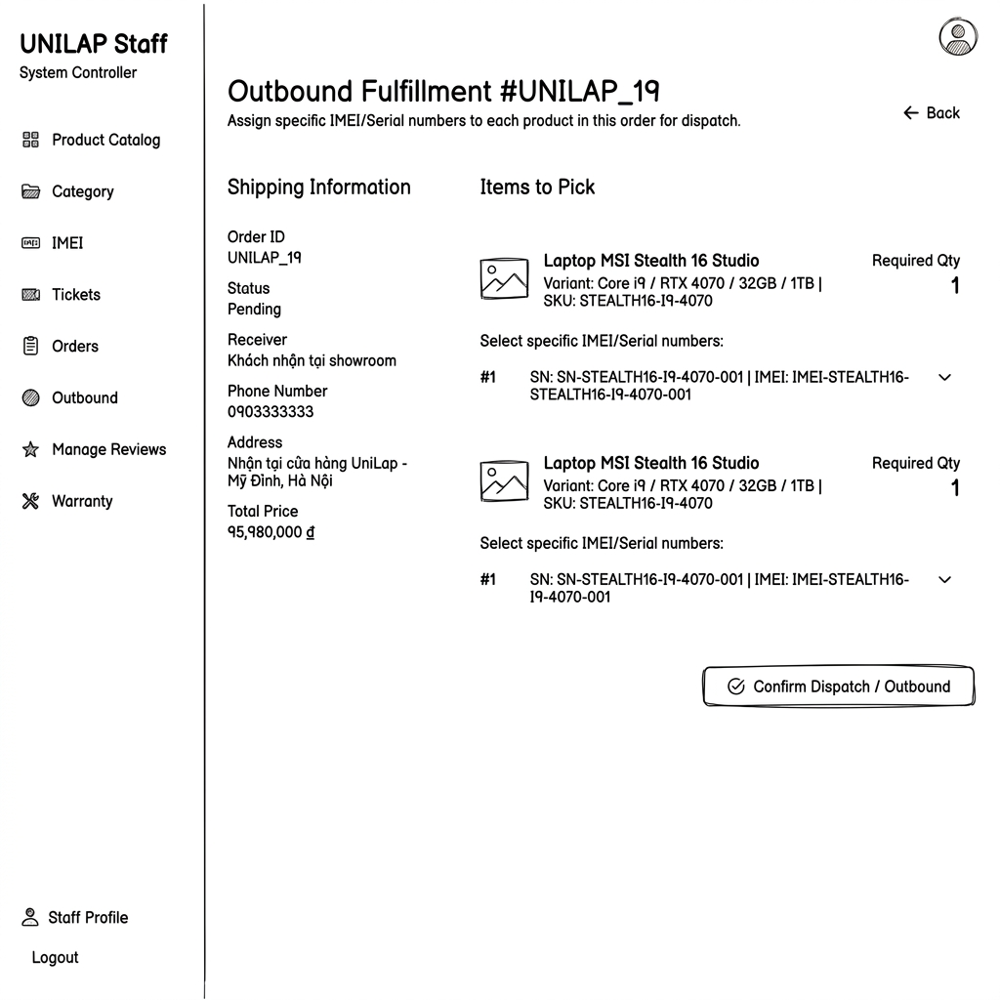 UNILAP Staff
System Controller
Product Catalog
Category
IMEI
Tickets
Orders
Outbound
Manage Reviews
Warranty
Staff Profile
Logout
Outbound Fulfillment #UNILAP_19
Assign specific IMEI/Serial numbers to each product in this order for dispatch.
Back
Shipping Information
Order ID
UNILAP_19
Status
Pending
Receiver
Khách nhận tại showroom
Phone Number
0903333333
Address
Nhận tại cửa hàng UniLap -
Mỹ Đình, Hà Nội
Total Price
95,980,000 ₫
Items to Pick
Laptop MSI Stealth 16 Studio
Variant: Core i9 / RTX 4070 / 32GB / 1TB |
SKU: STEALTH16-I9-4070
Required Qty
1
Select specific IMEI/Serial numbers:
#1 SN: SN-STEALTH16-I9-4070-001 | IMEI: IMEI-STEALTH16-
STEALTH16-I9-4070-001
Laptop MSI Stealth 16 Studio
Variant: Core i9 / RTX 4070 / 32GB / 1TB |
SKU: STEALTH16-I9-4070
Required Qty
1
Select specific IMEI/Serial numbers:
#1 SN: SN-STEALTH16-I9-4070-001 | IMEI: IMEI-STEALTH16-
I9-4070-001
Confirm Dispatch / Outbound